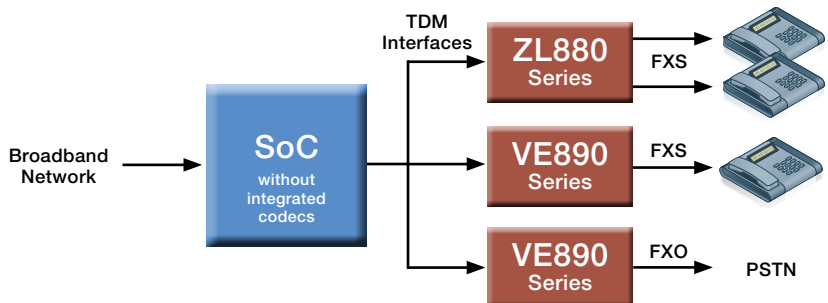 Broadband
Network
SoC
without
integrated
codecs
TDM
Interfaces
ZL880
Series
FXS
VE890
Series
FXS
VE890
Series
FXO
PSTN